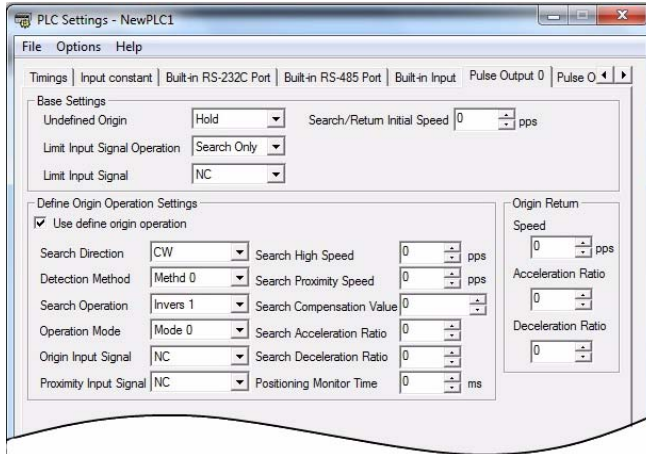 PLC Settings - NewPLC1
File Options Help
Timings Input constant Built-in RS-232C Port Built-in RS-485 Port Built-in Input Pulse Output 0 Pulse O
Base Settings
Undefined Origin Hold Search/Return Initial Speed 0 pps
Limit Input Signal Operation Search Only
Limit Input Signal NC
Define Origin Operation Settings
Use define origin operation
Search Direction CW Search High Speed 0 pps
Detection Method Methd 0 Search Proximity Speed 0 pps
Search Operation Invers 1 Search Compensation Value 0
Operation Mode Mode 0 Search Acceleration Ratio 0
Origin Input Signal NC Search Deceleration Ratio 0
Proximity Input Signal NC Positioning Monitor Time 0 ms
Origin Return
Speed
0 pps
Acceleration Ratio
0
Deceleration Ratio
0